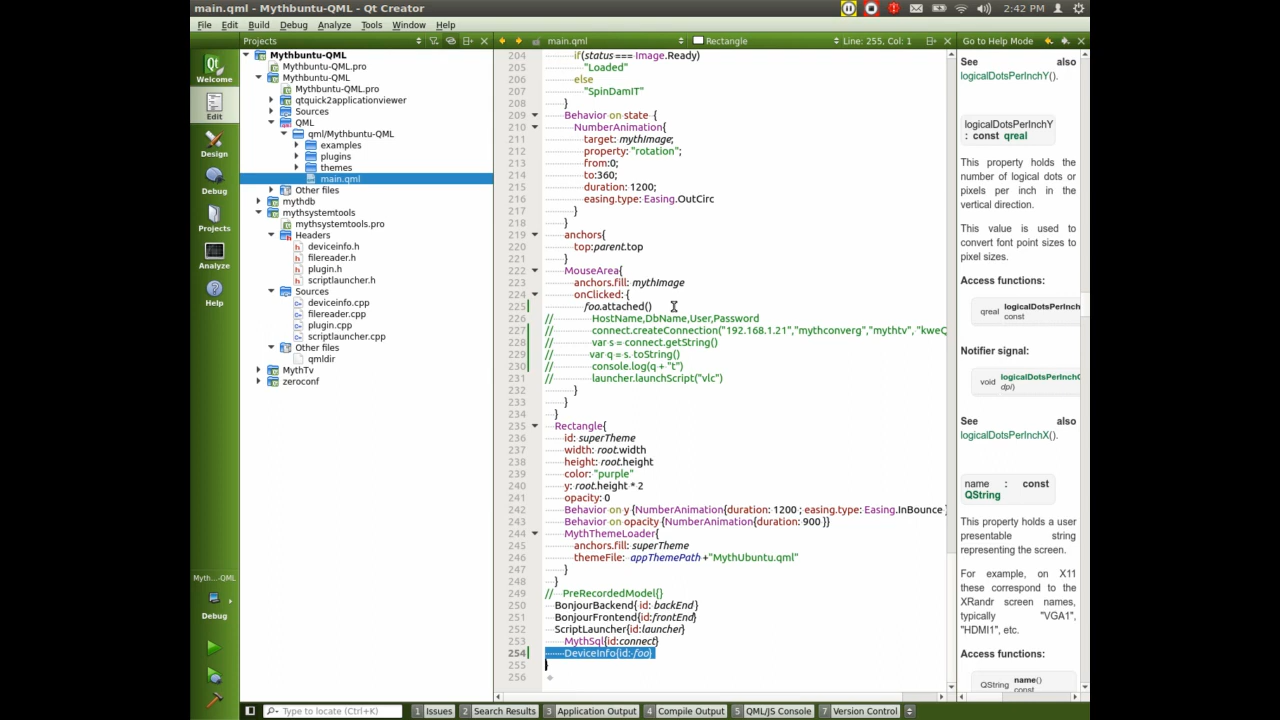 main.qml - Mythbuntu-QML - Qt Creator
2:42 PM
File Edit Build Debug Analyze Tools Window Help
Projects
main.qml
Rectangle
Line: 255, Col: 1
Go to Help Mode
Welcome
Edit
Design
Debug
Projects
Analyze
Help
Myth...-QML
Debug
Mythbuntu-QML
Mythbuntu-QML.pro
Mythbuntu-QML
Mythbuntu-QML.pro
qtquick2applicationviewer
Sources
QML
qml/Mythbuntu-QML
examples
plugins
themes
main.qml
Other files
mythdb
mythsystemtools
mythsystemtools.pro
Headers
deviceinfo.h
filereader.h
plugin.h
scriptlauncher.h
Sources
deviceinfo.cpp
filereader.cpp
plugin.cpp
scriptlauncher.cpp
Other files
qmldir
MythTv
zeroconf
204 if(status === Image.Ready)
205 "Loaded"
206 else
207 "SpinDamIT"
208 }
209 Behavior on state {
210 NumberAnimation{
211 target: mythImage;
212 property: "rotation";
213 from:0;
214 to:360;
215 duration: 1200;
216 easing.type: Easing.OutCirc
217 }
218 }
219 anchors{
220 top:parent.top
221 }
222 MouseArea{
223 anchors.fill: mythImage
224 onClicked: {
225 foo.attached()
226 // HostName,DbName,User,Password
227 // connect.createConnection("192.168.1.21","mythconverg","mythtv", "kweQ
228 // var s = connect.getString()
229 // var q = s. toString()
230 // console.log(q + "t")
231 // launcher.launchScript("vlc")
232 }
233 }
234 }
235 Rectangle{
236 id: superTheme
237 width: root.width
238 height: root.height
239 color: "purple"
240 y: root.height * 2
241 opacity: 0
242 Behavior on y {NumberAnimation{duration: 1200 ; easing.type: Easing.InBounce }
243 Behavior on opacity {NumberAnimation{duration: 900 }}
244 MythThemeLoader{
245 anchors.fill: superTheme
246 themeFile: appThemePath +"MythUbuntu.qml"
247 }
248 }
249 // PreRecordedModel{}
250 BonjourBackend{ id: backEnd }
251 BonjourFrontend{id:frontEnd}
252 ScriptLauncher{id:launcher}
253 MythSql{id:connect}
254 DeviceInfo{id: foo}
255 }
256
See also
logicalDotsPerInchY().
logicalDotsPerInchY
: const qreal
This property holds the
number of logical dots or
pixels per inch in the
vertical direction.
This value is used to
convert font point sizes to
pixel sizes.
Access functions:
qreal logicalDotsPerInch
const
Notifier signal:
void logicalDotsPerInch
dpi)
See also
logicalDotsPerInchX().
name : const
QString
This property holds a user
presentable string
representing the screen.
For example, on X11
these correspond to the
XRandr screen names,
typically "VGA1",
"HDMI1", etc.
Access functions:
QString name()
const
Type to locate (Ctrl+K)
1 Issues
2 Search Results
3 Application Output
4 Compile Output
5 QML/JS Console
7 Version Control